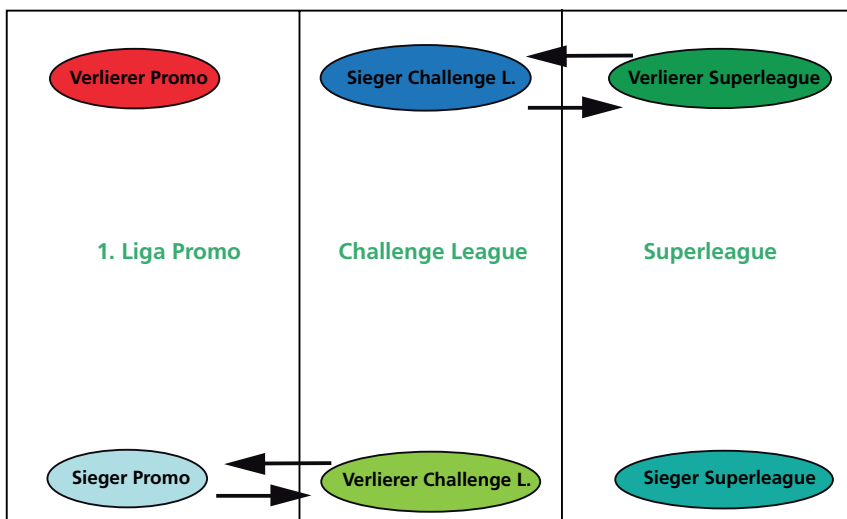 Verlierer Promo
Sieger Challenge L.
Verlierer Superleague
1. Liga Promo
Challenge League
Superleague
Sieger Promo
Verlierer Challenge L.
Sieger Superleague